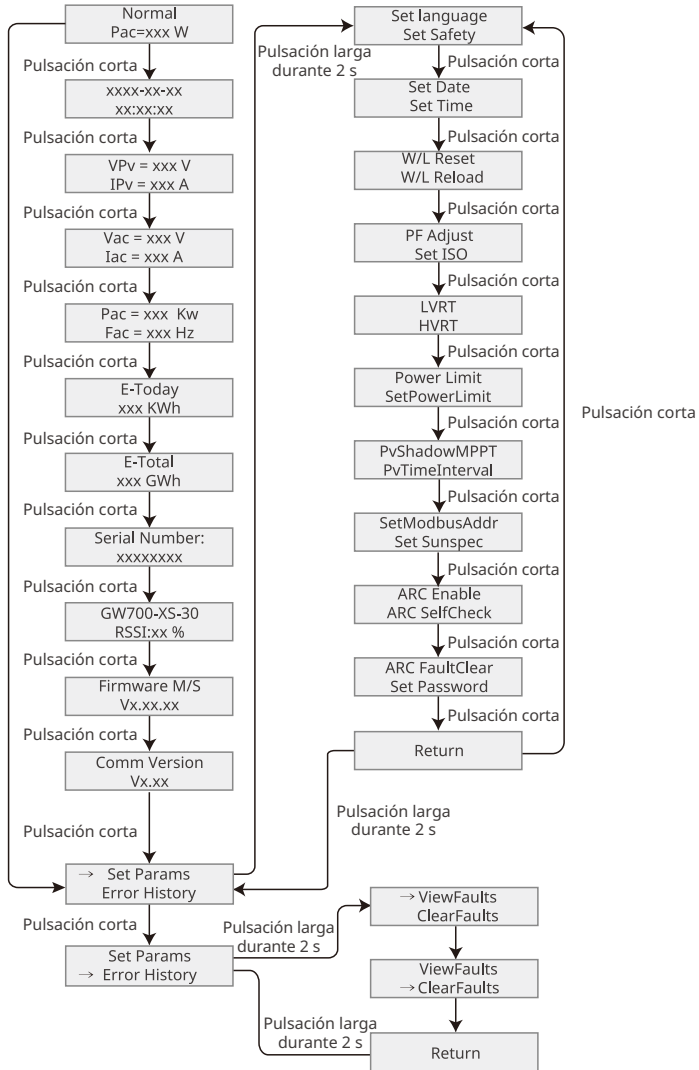 Normal
Pac=xxx W
Pulsación corta
xxxx-xx-xx
xx:xx:xx
Pulsación corta
VPv = xxx V
IPv = xxx A
Pulsación corta
Vac = xxx V
Iac = xxx A
Pulsación corta
Pac = xxx Kw
Fac = xxx Hz
Pulsación corta
E-Today
xxx KWh
Pulsación corta
E-Total
xxx GWh
Pulsación corta
Serial Number:
xxxxxxxx
Pulsación corta
GW700-XS-30
RSSI:xx %
Pulsación corta
Firmware M/S
Vx.xx.xx
Pulsación corta
Comm Version
Vx.xx
Pulsación corta
→ Set Params
Error History
Pulsación corta
Set Params
→ Error History
Pulsación larga
durante 2 s
Set language
Set Safety
Pulsación corta
Set Date
Set Time
Pulsación corta
W/L Reset
W/L Reload
Pulsación corta
PF Adjust
Set ISO
Pulsación corta
LVRT
HVRT
Pulsación corta
Power Limit
SetPowerLimit
Pulsación corta
PvShadowMPPT
PvTimeInterval
Pulsación corta
SetModbusAddr
Set Sunspec
Pulsación corta
ARC Enable
ARC SelfCheck
Pulsación corta
ARC FaultClear
Set Password
Pulsación corta
Return
Pulsación corta
Pulsación larga
durante 2 s
Pulsación larga
durante 2 s
→ ViewFaults
ClearFaults
ViewFaults
→ ClearFaults
Pulsación larga
durante 2 s
Return